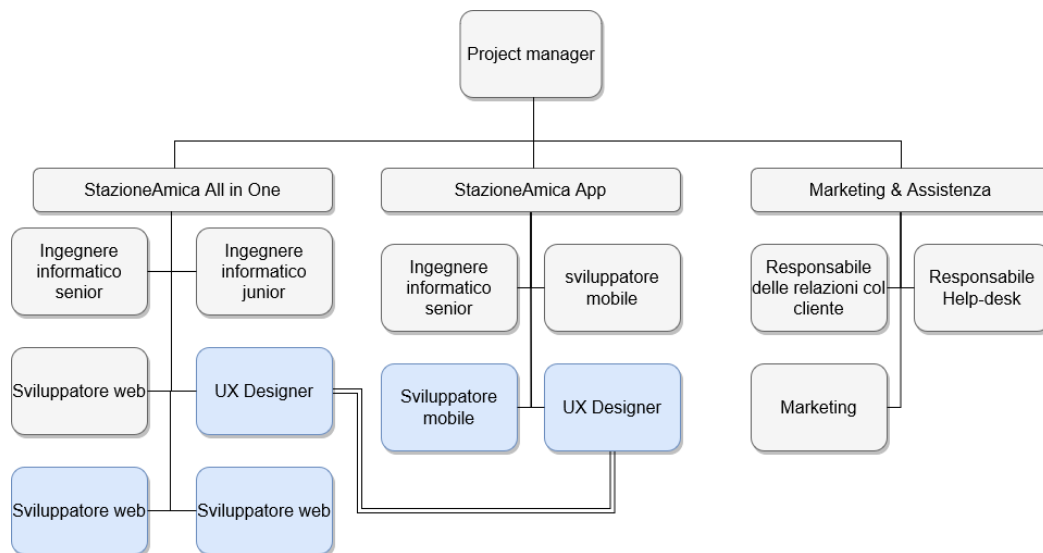 Project manager
StazioneAmica All in One
StazioneAmica App
Marketing & Assistenza
Ingegnere
informatico
senior
Ingegnere
informatico
junior
Ingegnere
informatico
senior
sviluppatore
mobile
Responsabile
delle relazioni col
cliente
Responsabile
Help-desk
Sviluppatore web
UX Designer
Sviluppatore
mobile
UX Designer
Marketing
Sviluppatore web
Sviluppatore web